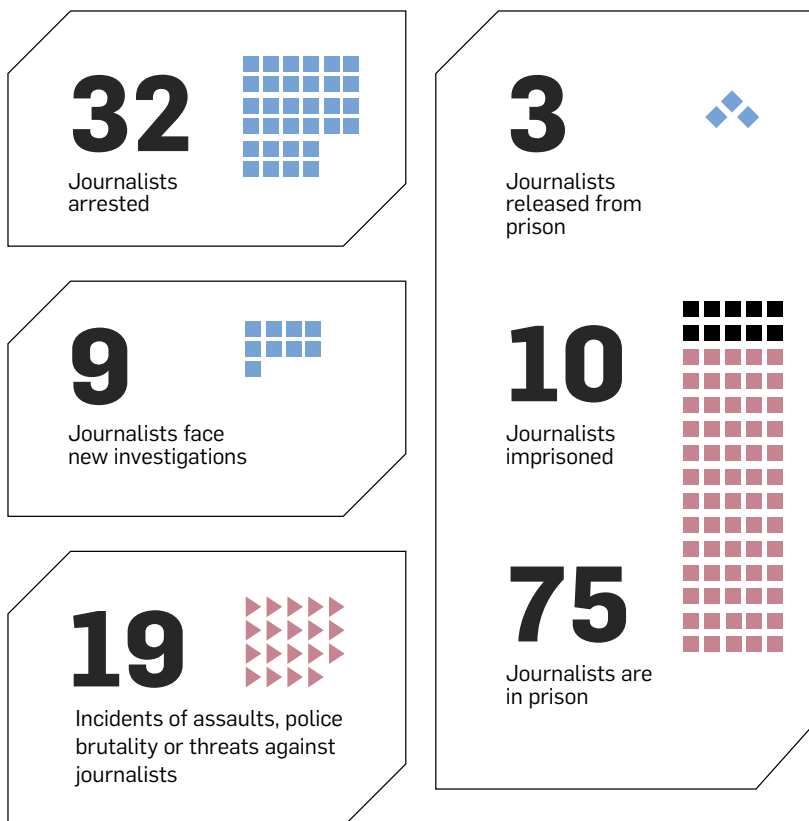 32
Journalists
arrested
9
Journalists face
new investigations
19
Incidents of assaults, police
brutality or threats against
journalists
3
Journalists
released from
prison
10
Journalists
imprisoned
75
Journalists are
in prison